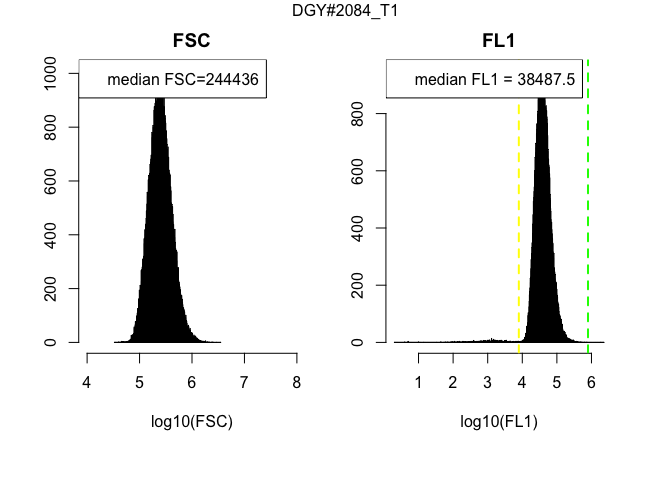 DGY#2084_T1
FSC
median FSC=244436
0 200 400 600 800 1000
4 5 6 7 8
log10(FSC)
FL1
median FL1 = 38487.5
0 200 400 600 800
1 2 3 4 5 6
log10(FL1)